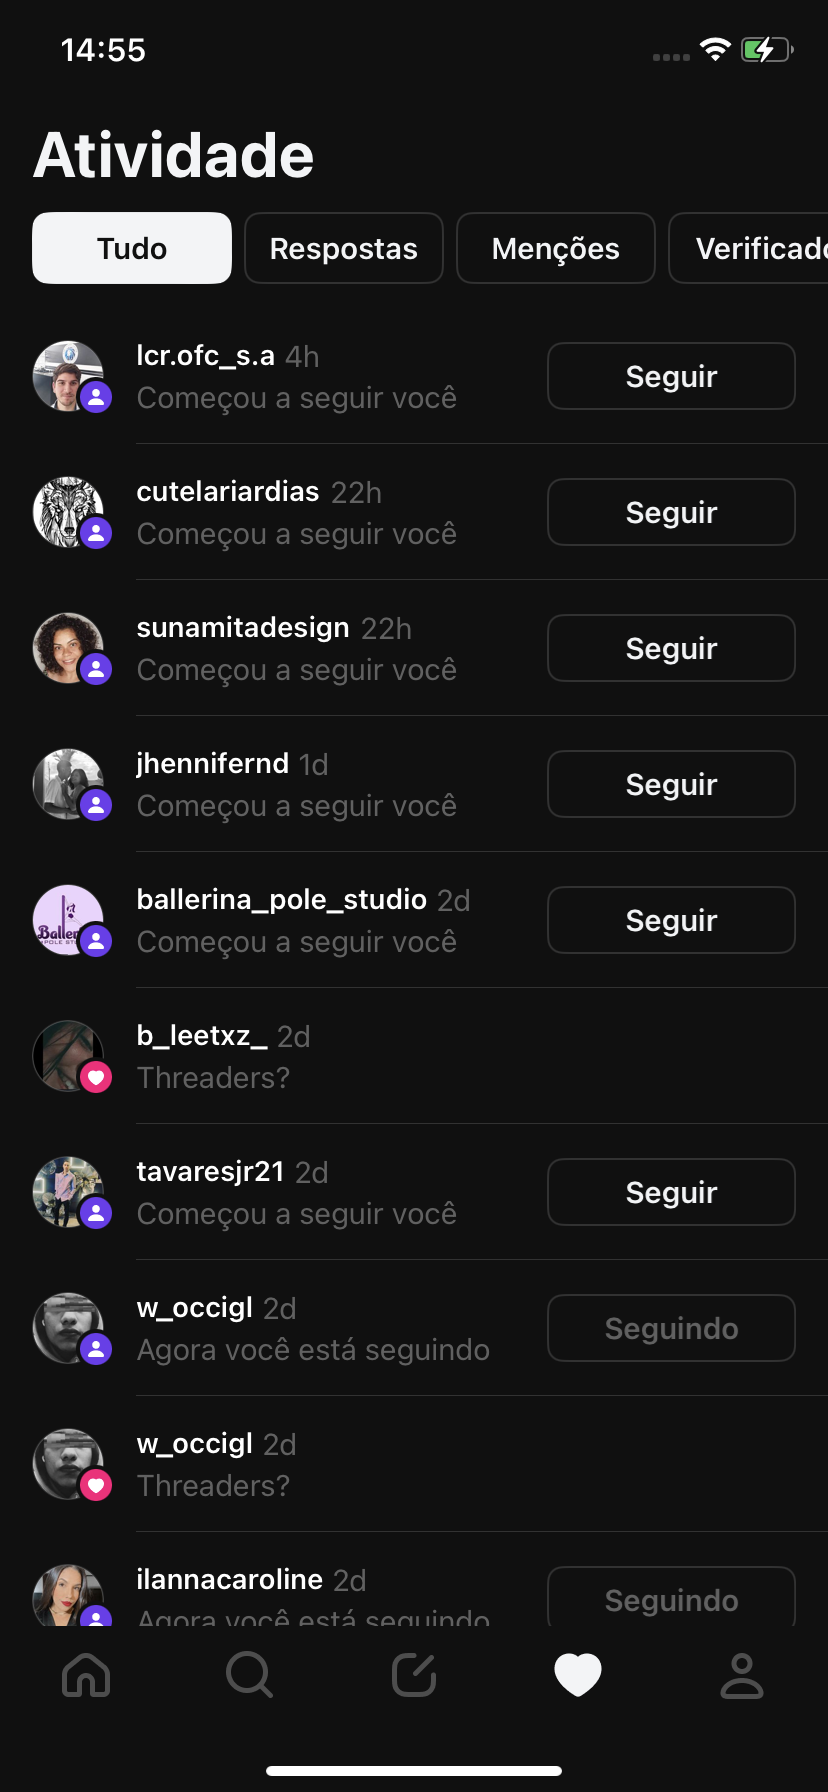 14:55
Atividade
Tudo
Respostas
Menções
Verificado
lcr.ofc_s.a 4h
Começou a seguir você
Seguir
cutelariardias 22h
Começou a seguir você
Seguir
sunamitadesign 22h
Começou a seguir você
Seguir
jhennifernd 1d
Começou a seguir você
Seguir
ballerina_pole_studio 2d
Começou a seguir você
Seguir
b_leetxz_ 2d
Threaders?
tavaresjr21 2d
Começou a seguir você
Seguir
w_occigl 2d
Agora você está seguindo
Seguindo
w_occigl 2d
Threaders?
ilannacaroline 2d
Agora você está seguindo
Seguindo